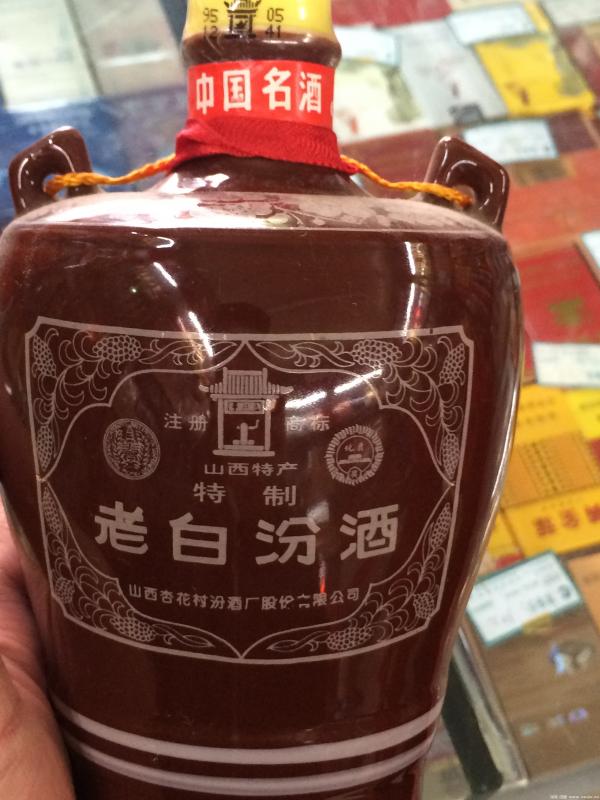 95 05
12 41
中国名酒
注册 商标
山西特产
特制
老白汾酒
山西杏花村汾酒厂股份有限公司